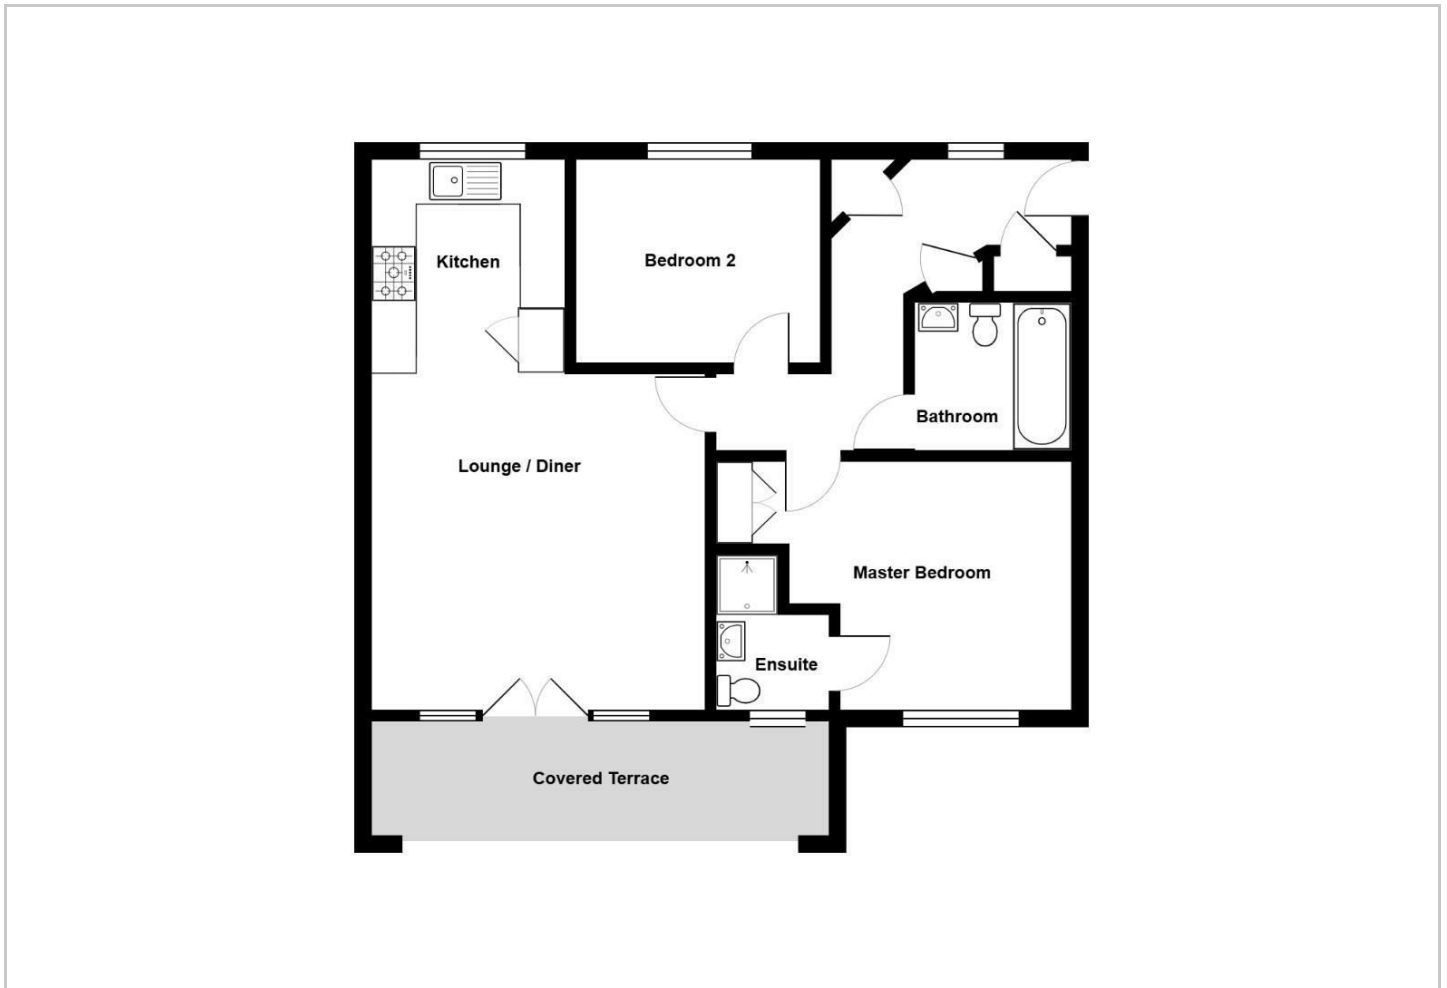 Kitchen
Bedroom 2
Bathroom
Lounge / Diner
Master Bedroom
Ensuite
Covered Terrace